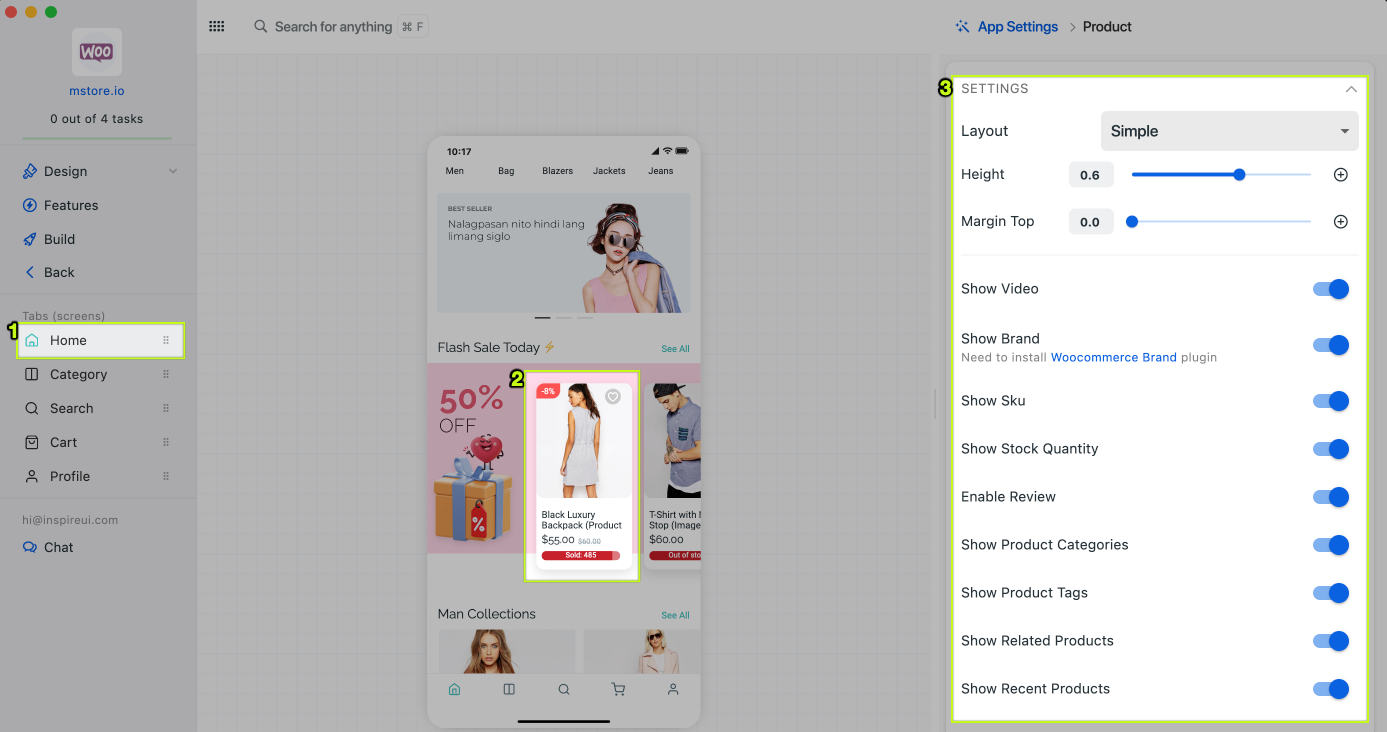 WOO
mstore.io
0 out of 4 tasks
Design
Features
Build
Back
Tabs (screens)
1
Home
Category
Search
Cart
Profile
hi@inspireui.com
Chat
Search for anything ⌘ F
10:17
Men Bag Blazers Jackets Jeans
BEST SELLER
Nalagpasan nito hindi lang
limang siglo
Flash Sale Today ⚡ See All
50%
OFF
%
2
-8%
Black Luxury
Backpack (Product
$55.00 $60.00
Sold: 485
T-Shirt with
Stop (Image
$60.00
Out of sto
Man Collections See All
App Settings > Product
3
SETTINGS
Layout Simple
Height 0.6
Margin Top 0.0
Show Video
Show Brand
Need to install Woocommerce Brand plugin
Show Sku
Show Stock Quantity
Enable Review
Show Product Categories
Show Product Tags
Show Related Products
Show Recent Products